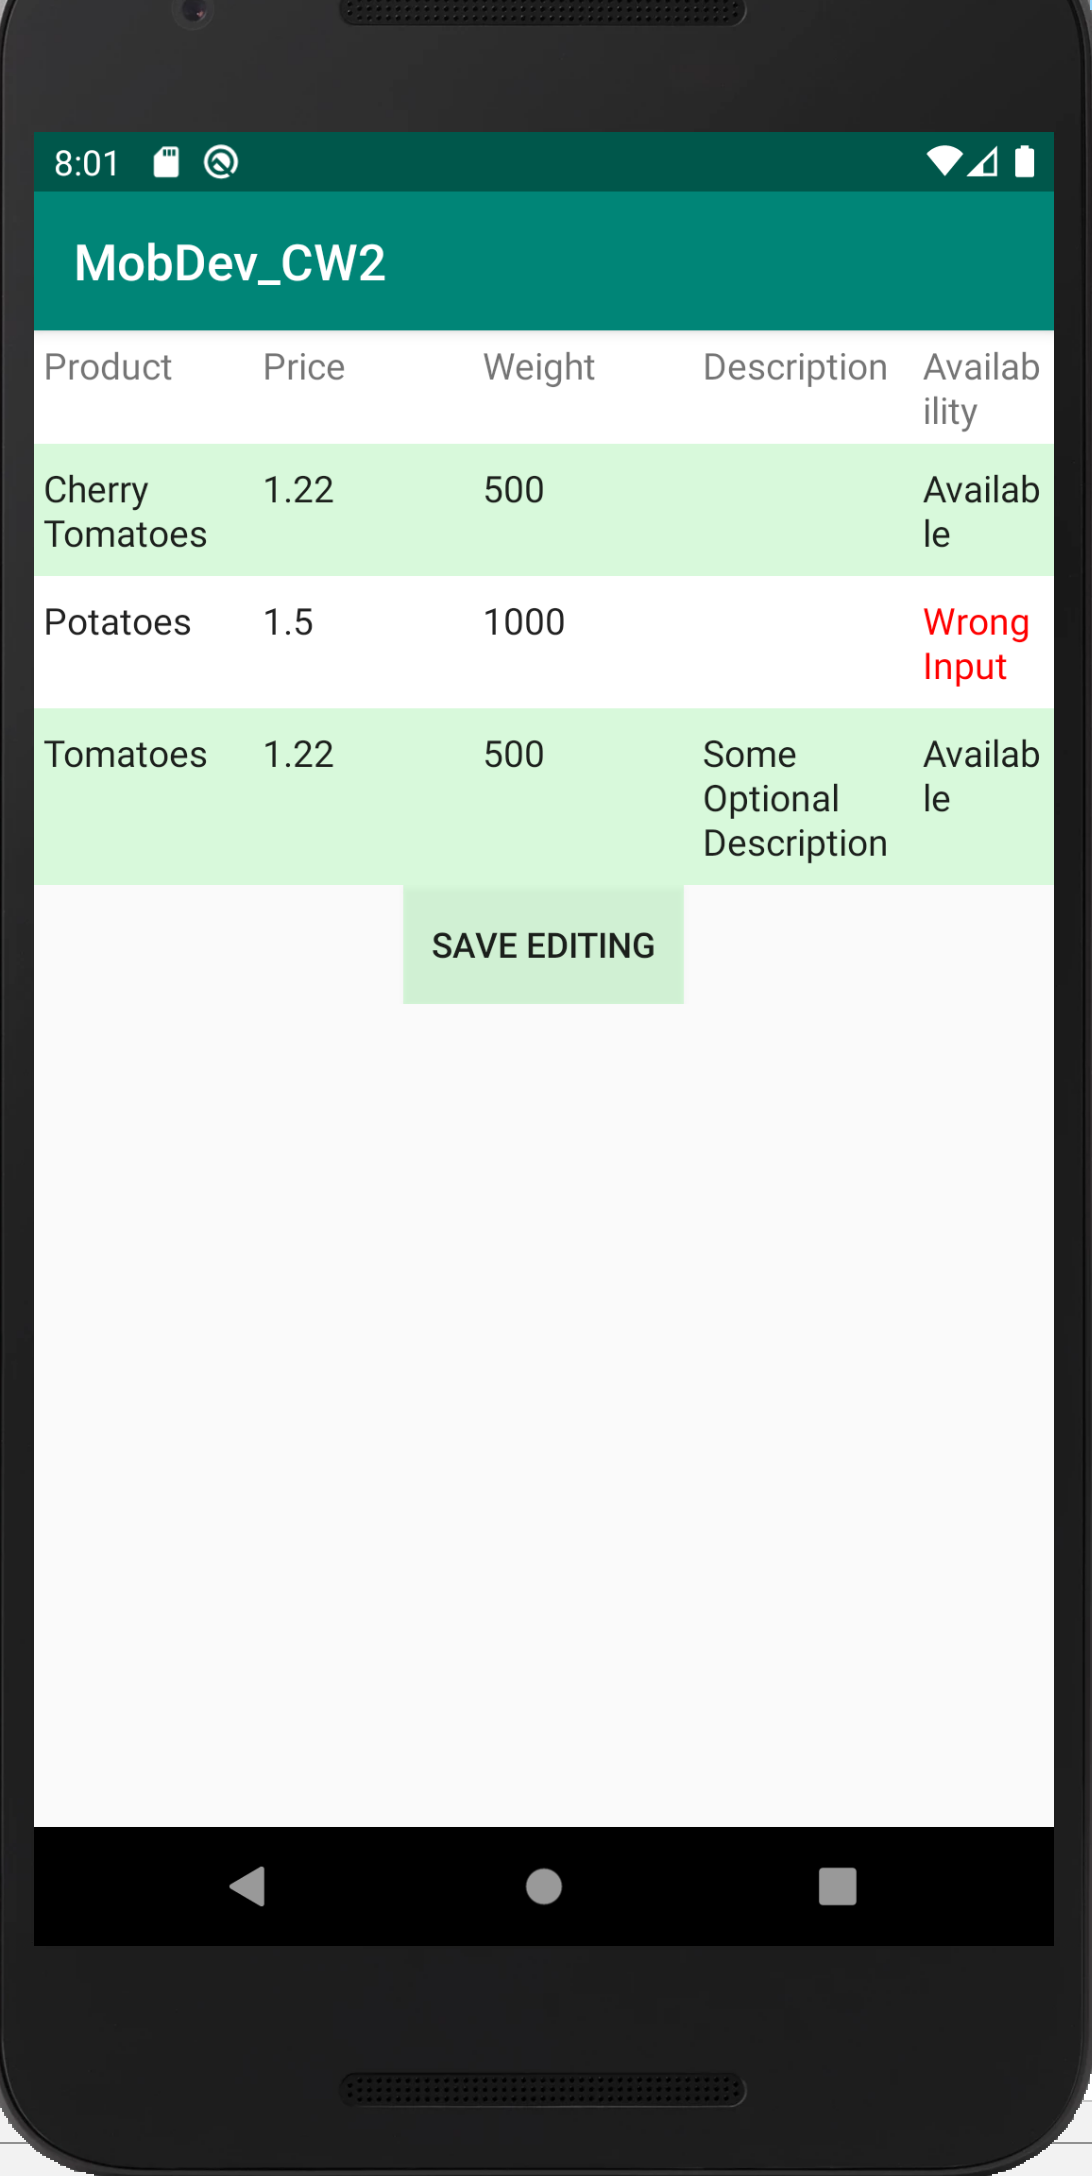 8:01
MobDev_CW2
Product Price Weight Description Availab
ility
Cherry 1.22 500 Availab
Tomatoes le
Potatoes 1.5 1000 Wrong
Input
Tomatoes 1.22 500 Some Availab
Optional le
Description
SAVE EDITING